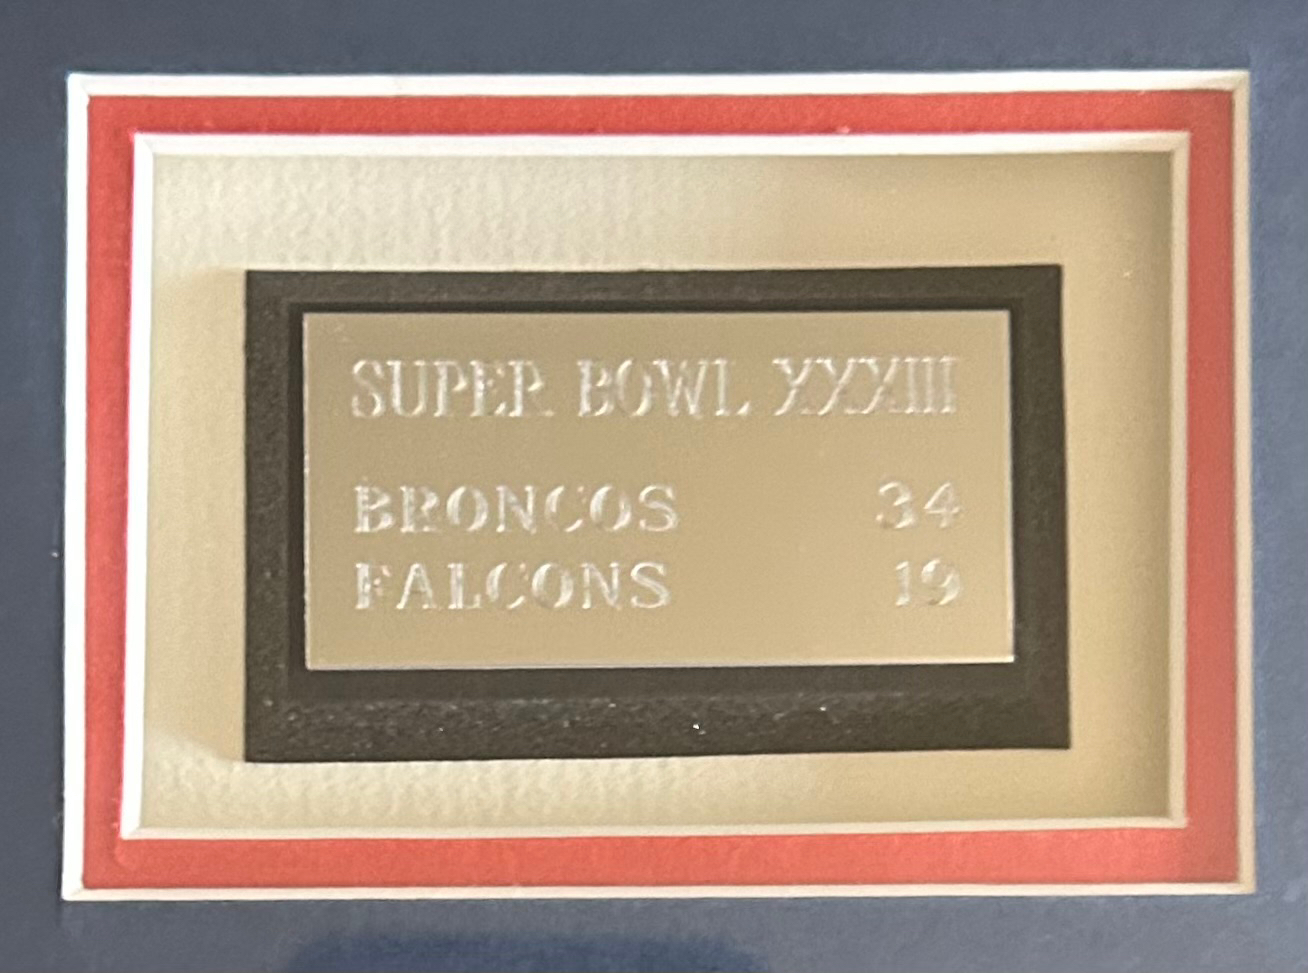 SUPER BOWL XXXIII
BRONCOS 34
FALCONS 19